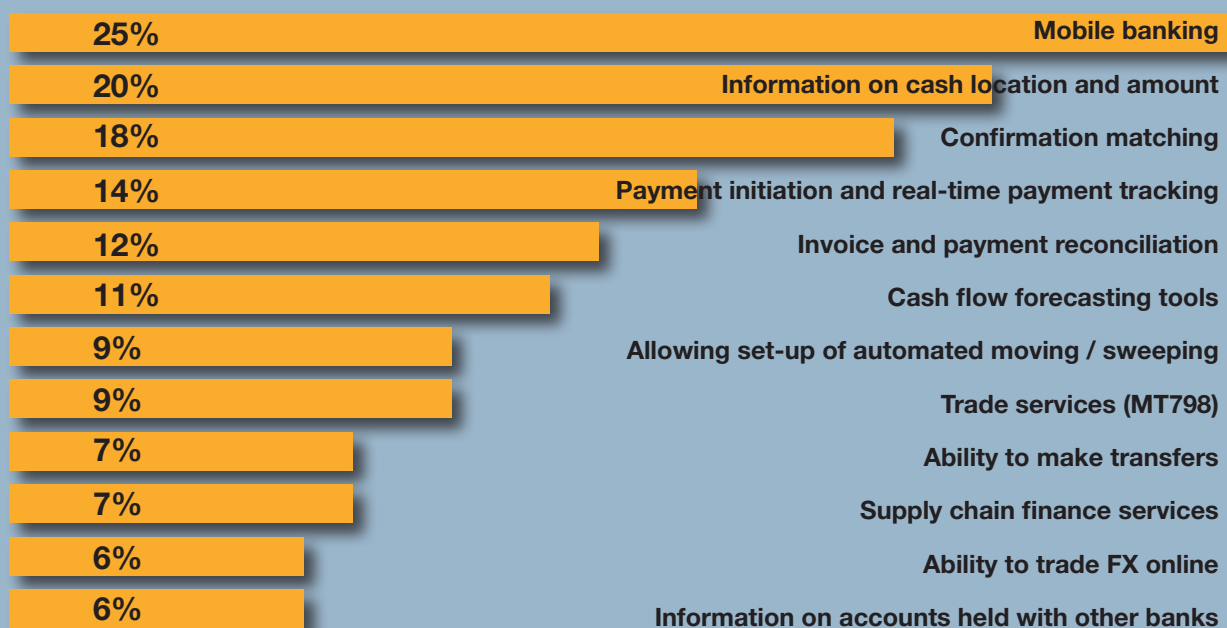 25% Mobile banking
20% Information on cash location and amount
18% Confirmation matching
14% Payment initiation and real-time payment tracking
12% Invoice and payment reconciliation
11% Cash flow forecasting tools
9% Allowing set-up of automated moving / sweeping
9% Trade services (MT798)
7% Ability to make transfers
7% Supply chain finance services
6% Ability to trade FX online
6% Information on accounts held with other banks